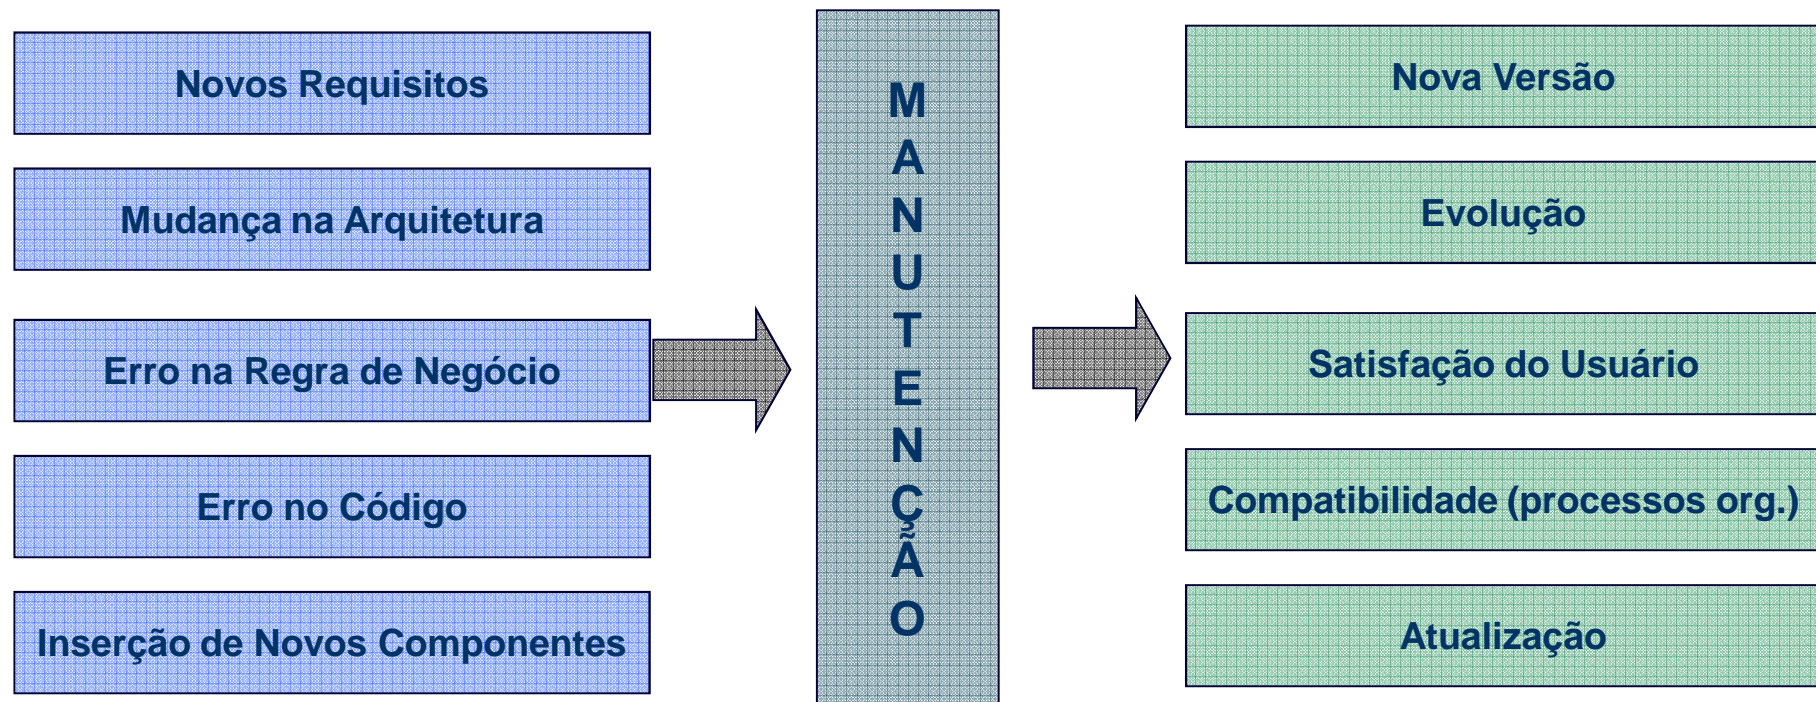 Novos Requisitos
Mudança na Arquitetura
Erro na Regra de Negócio
Erro no Código
Inserção de Novos Componentes
M
A
N
U
T
E
N
Ç
Ã
O
Nova Versão
Evolução
Satisfação do Usuário
Compatibilidade (processos org.)
Atualização